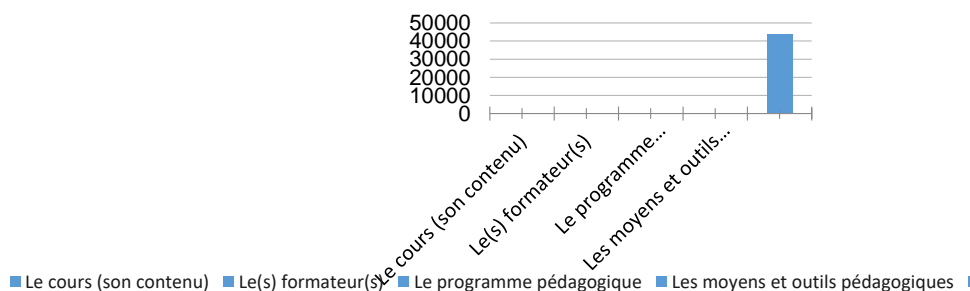 50000
40000
30000
20000
10000
0
Le cours (son contenu)
Le(s) formateur(s)
Le programme...
Les moyens et outils...
Le cours (son contenu)
Le(s) formateur(s)
Le programme pédagogique
Les moyens et outils pédagogiques